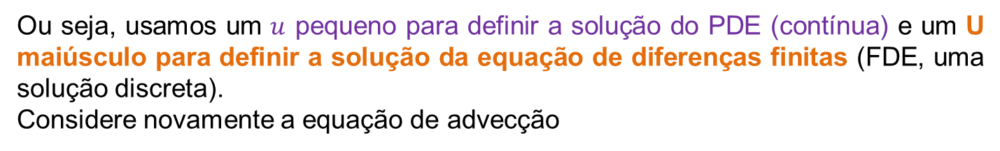 Ou seja, usamos um u pequeno para definir a solução do PDE (contínua) e um U
maiúsculo para definir a solução da equação de diferenças finitas (FDE, uma
solução discreta).
Considere novamente a equação de advecção